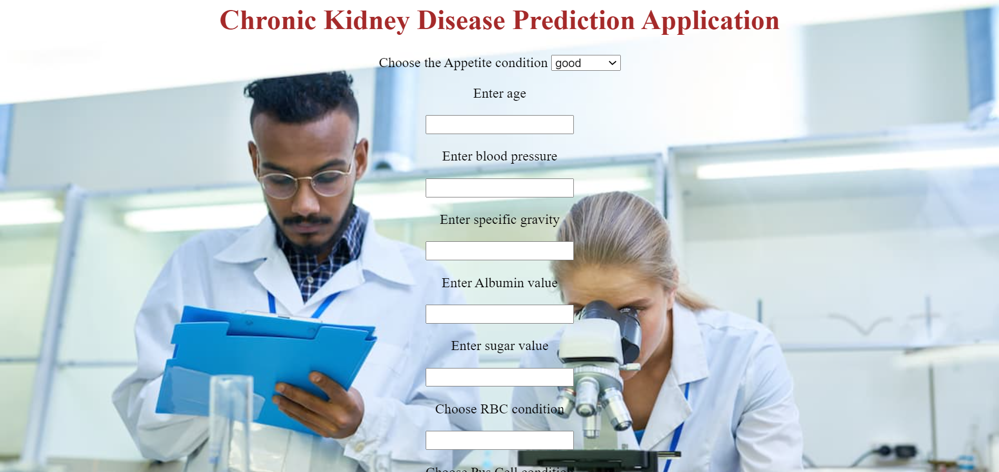 Chronic Kidney Disease Prediction Application
Choose the Appetite condition good
Enter age
Enter blood pressure
Enter specific gravity
Enter Albumin value
Enter sugar value
Choose RBC condition
Choose Pus Cell condition